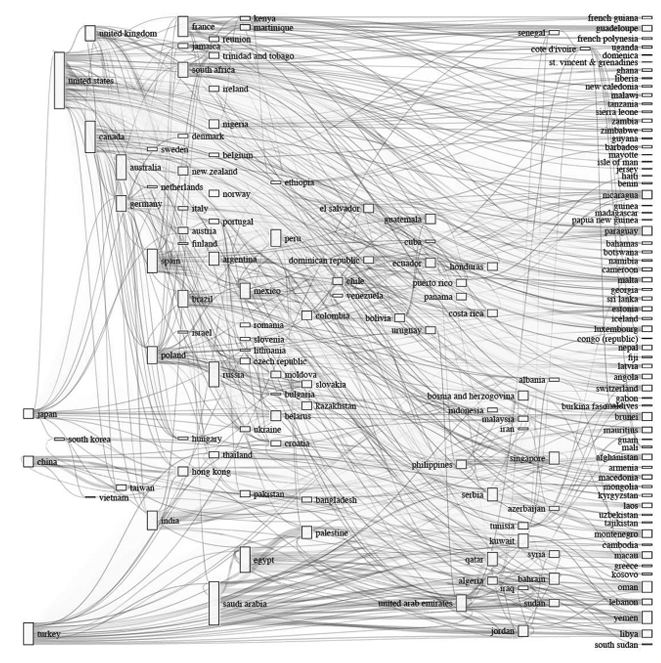 french guiana
kenya
guadeloupe
france
martinique
senegal
united kingdom
french polynesia
reunion
jamaica
uganda
cote d'ivoire
domenica
trinidad and tobago
st. vincent & grenadines
south africa
ghana
liberia
united states
new caledonia
ireland
malawi
tanzania
sierra leone
zambia
nigeria
zimbabwe
canada
denmark
guyana
barbados
sweden
mayotte
belgium
isle of man
australia
jersey
new zealand
haiti
ethiopia
benin
netherlands
norway
nicaragua
germany
guinea
italy
el salvador
madagascar
guatemala
papua new guinea
portugal
austria
paraguay
peru
cuba
finland
bahamas
botswana
spain
argentina
dominican republic
ecuador
honduras
namibia
cameroon
chile
puerto rico
malta
mexico
georgia
venezuela
panama
brazil
sri lanka
estonia
costa rica
colombia
bolivia
iceland
romania
luxembourg
uruguay
israel
slovenia
congo (republic)
nepal
lithuania
poland
fiji
czech republic
latvia
russia
moldova
angola
albania
slovakia
switzerland
bulgaria
bosnia and herzegovina
gabon
kazakhstan
burkina faso
maldives
indonesia
japan
belarus
brunei
malaysia
ukraine
iran
mauritius
south korea
hungary
guam
croatia
mali
thailand
singapore
afghanistan
china
philippines
armenia
hong kong
macedonia
taiwan
mongolia
pakistan
serbia
kyrgyzstan
vietnam
bangladesh
laos
azerbaijan
uzbekistan
india
tajikistan
tunisia
palestine
montenegro
kuwait
cambodia
syria
macau
egypt
qatar
greece
kosovo
algeria
bahrain
iraq
oman
saudi arabia
united arab emirates
sudan
lebanon
yemen
turkey
jordan
libya
south sudan